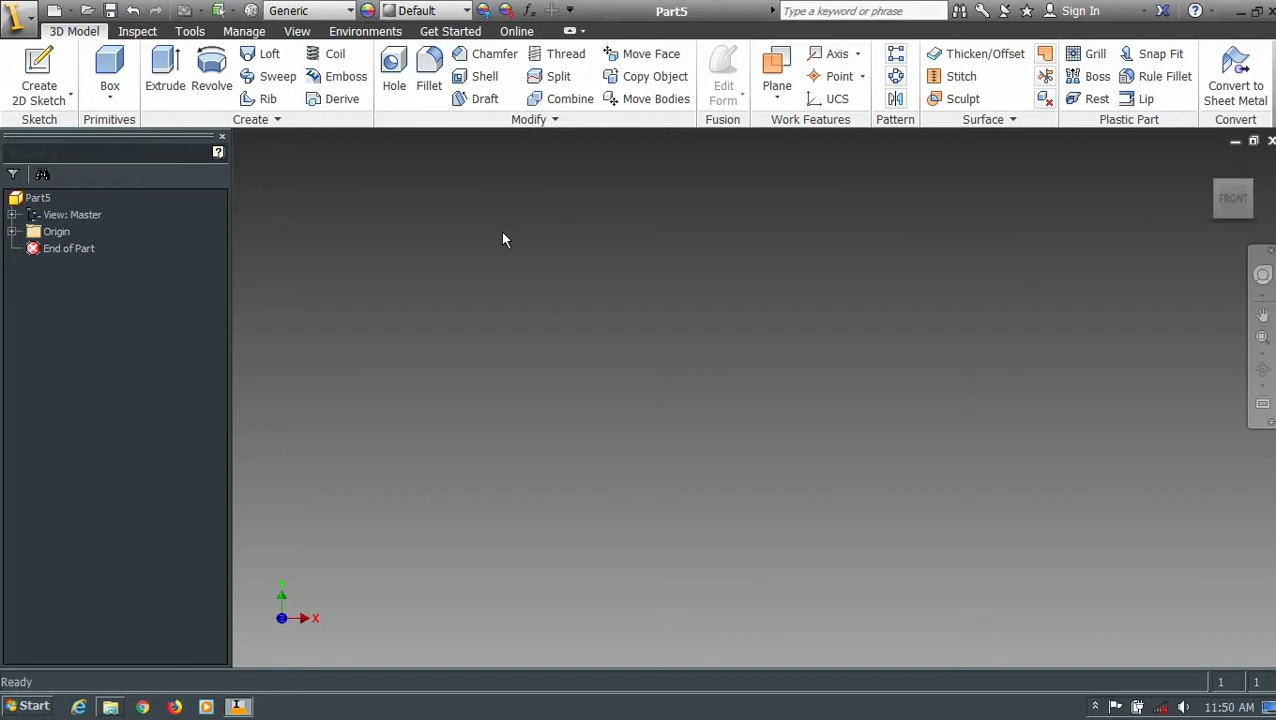 Generic
Default
Part5
Type a keyword or phrase
Sign In
3D Model
Inspect
Tools
Manage
View
Environments
Get Started
Online
Create
2D Sketch
Sketch
Box
Primitives
Extrude
Revolve
Loft
Sweep
Rib
Coil
Emboss
Derive
Create
Hole
Fillet
Chamfer
Shell
Draft
Thread
Split
Combine
Move Face
Copy Object
Move Bodies
Modify
Edit
Form
Fusion
Plane
Axis
Point
UCS
Work Features
Pattern
Thicken/Offset
Stitch
Sculpt
Surface
Grill
Boss
Rest
Snap Fit
Rule Fillet
Lip
Plastic Part
Convert to
Sheet Metal
Convert
Part5
View: Master
Origin
End of Part
FRONT
X
Ready
1 1
Start
11:50 AM